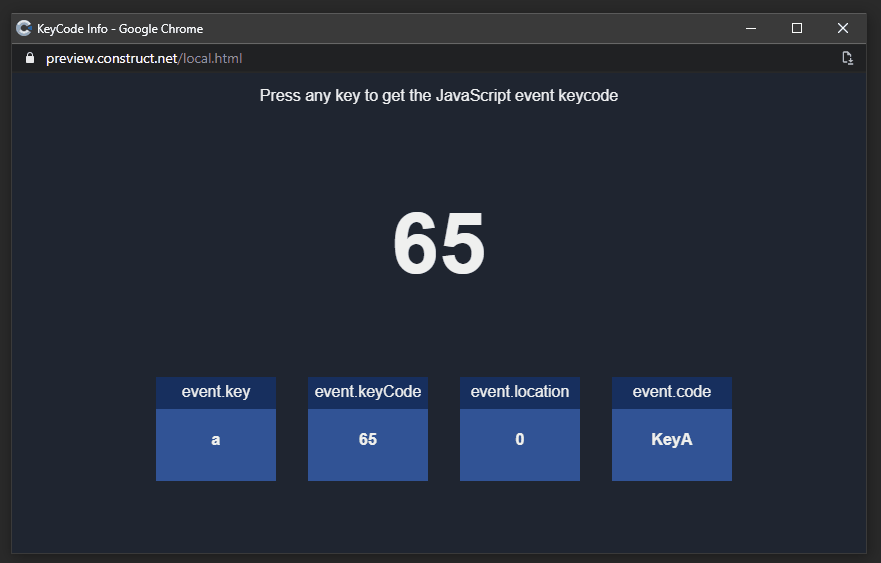 KeyCode Info - Google Chrome
preview.construct.net/local.html
Press any key to get the JavaScript event keycode
65
event.key event.keyCode event.location event.code
a 65 0 KeyA